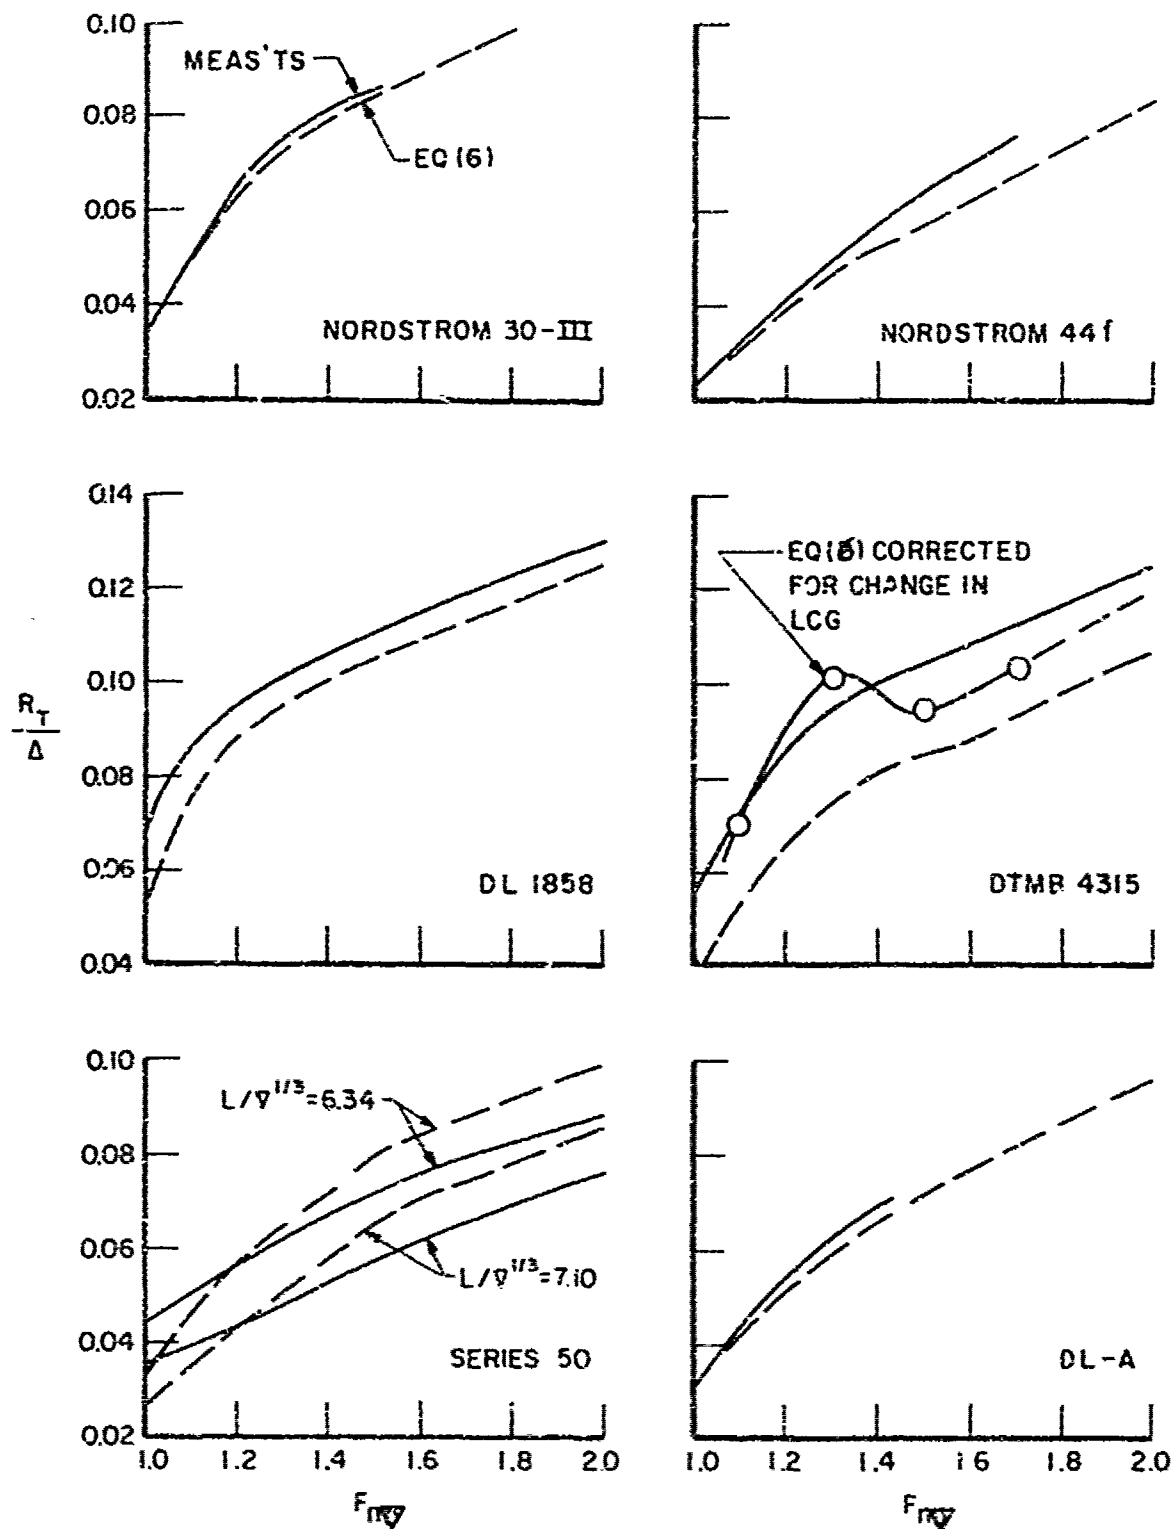 0.10
MEAS'TS
0.08
EQ (6)
0.06
0.04
NORDSTROM 30-III
NORDSTROM 44f
0.02
0.14
EQ(6) CORRECTED
FOR CHANGE IN
LCG
0.12
0.10
R_T
Δ
0.08
0.06
DL 1858
DTMB 4315
0.04
0.10
L/∇^1/3=6.34
0.08
0.06
L/∇^1/3=7.10
0.04
SERIES 50
DL-A
0.02
1.0 1.2 1.4 1.6 1.8 2.0
1.0 1.2 1.4 1.6 1.8 2.0
F_n∇
F_n∇